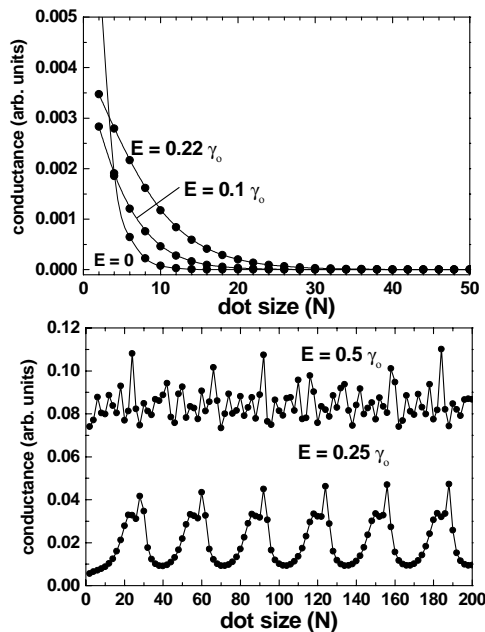 0.005
0.004
0.003
0.002
0.001
0.000
conductance (arb. units)
E = 0.22 γo
E = 0.1 γo
E = 0
0 10 20 30 40 50
dot size (N)
0.12
0.10
0.08
0.06
0.04
0.02
0.00
conductance (arb. units)
E = 0.5 γo
E = 0.25 γo
0 20 40 60 80 100 120 140 160 180 200
dot size (N)